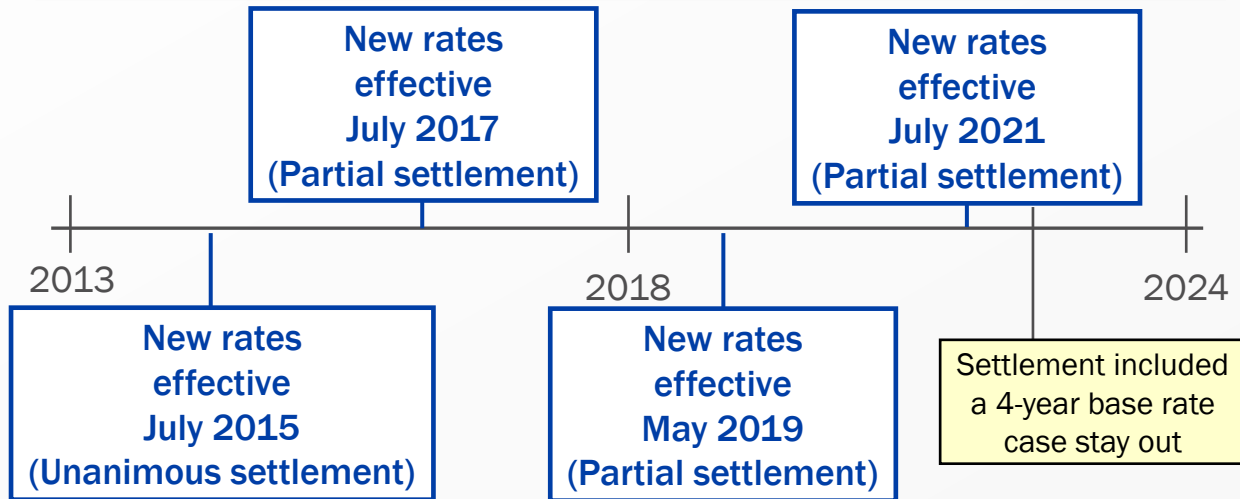 New rates
effective
July 2017
(Partial settlement)
New rates
effective
July 2021
(Partial settlement)
2013
2018
2024
New rates
effective
July 2015
(Unanimous settlement)
New rates
effective
May 2019
(Partial settlement)
Settlement included
a 4-year base rate
case stay out